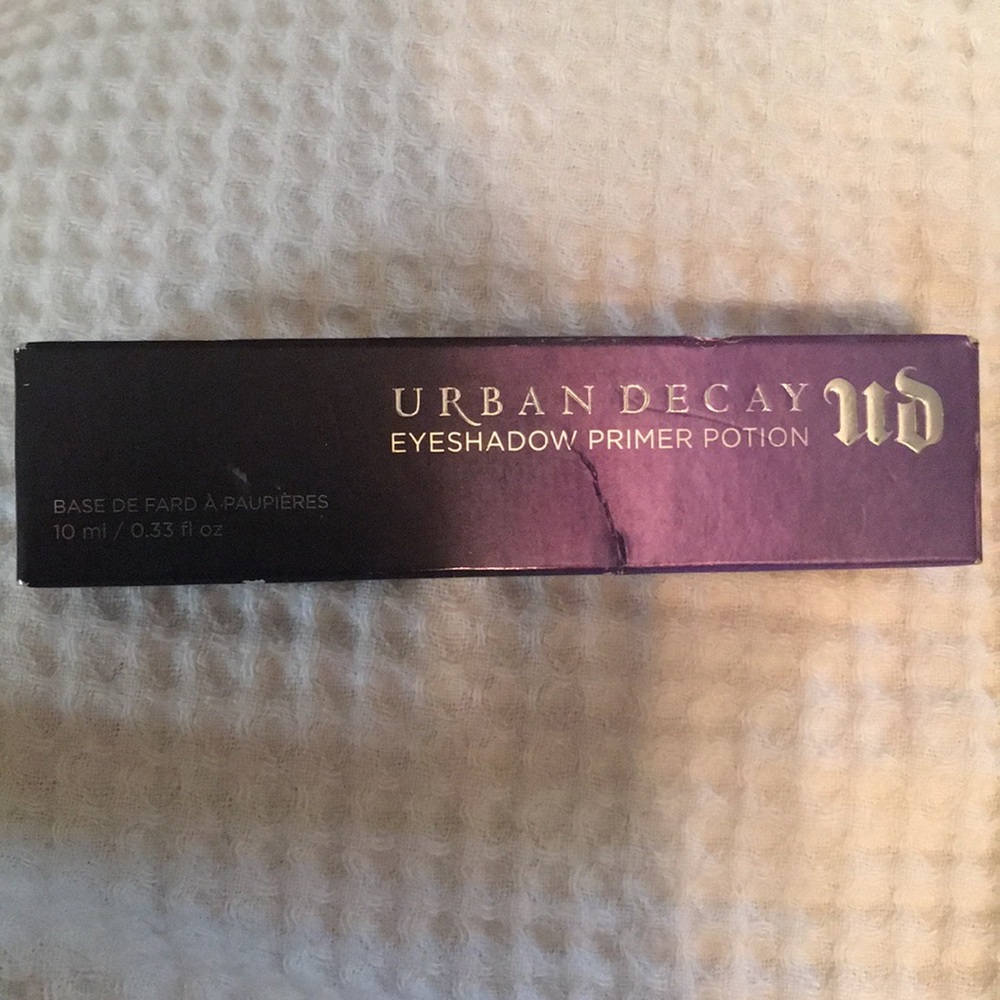 URBAN DECAY
EYESHADOW PRIMER POTION
UD
BASE DE FARD À PAUPIÈRES
10 ml / 0.33 fl oz